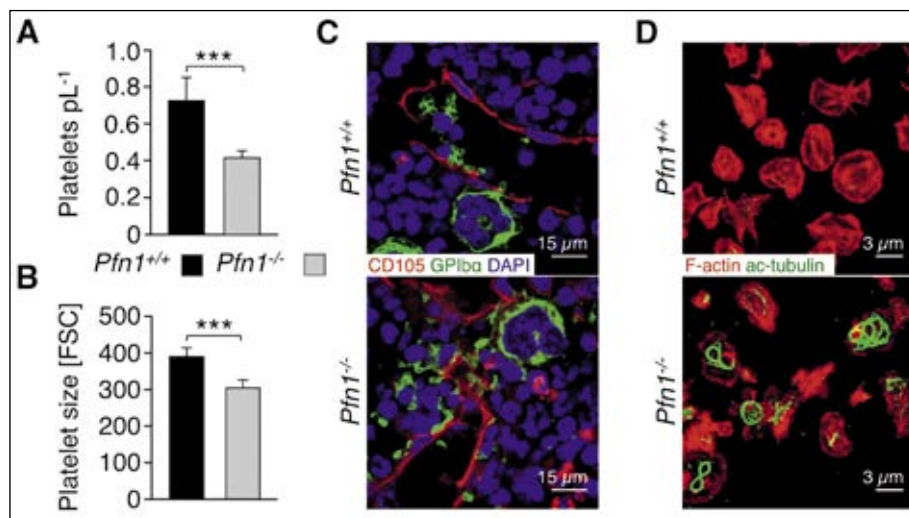 A
Platelets pL-1
1.0
0.8
0.6
0.4
0.2
0
***
Pfn1+/+
Pfn1-/-
B
Platelet size [FSC]
500
400
300
200
100
0
***
C
Pfn1+/+
15 µm
CD105 GPIbα DAPI
Pfn1-/-
15 µm
D
Pfn1+/+
3 µm
F-actin ac-tubulin
Pfn1-/-
3 µm